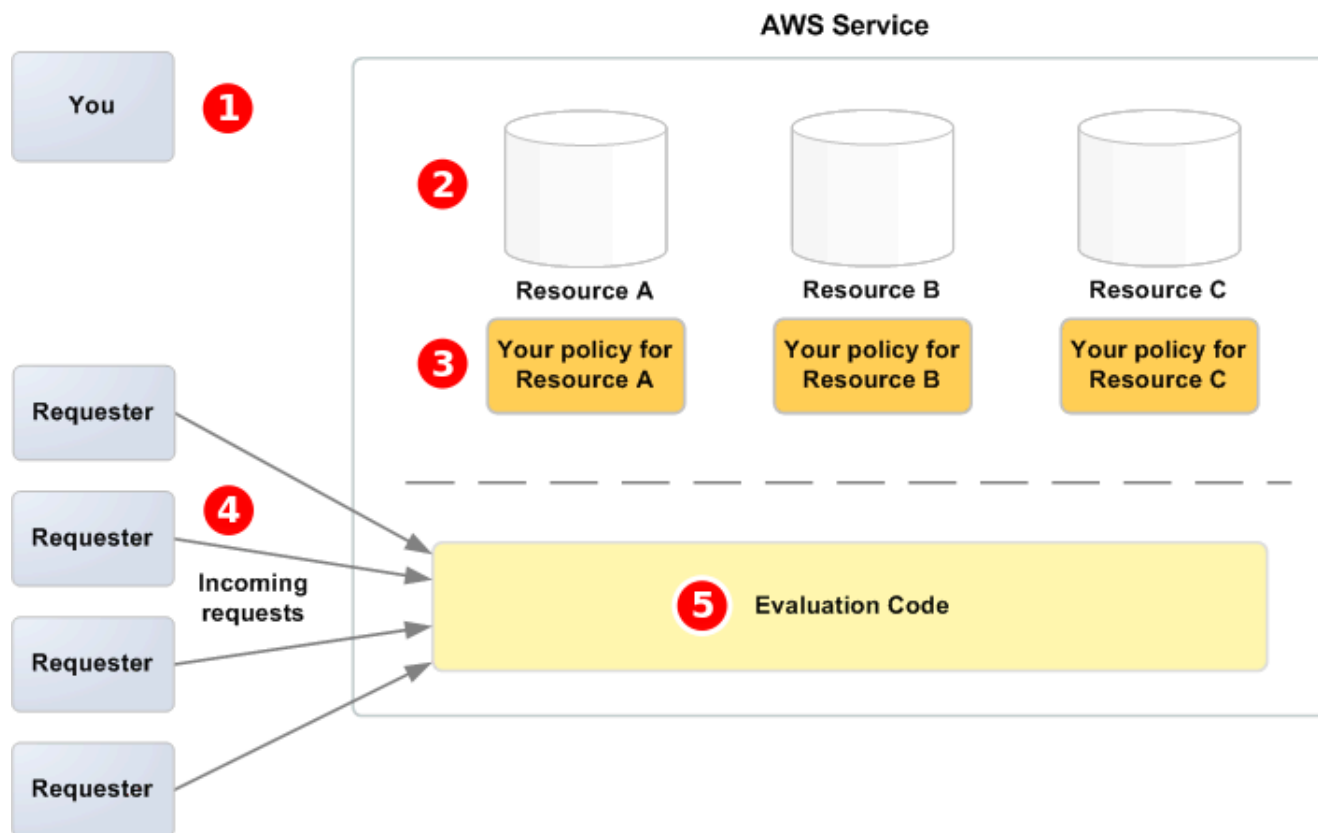 AWS Service
You
1
2
Resource A
Resource B
Resource C
3
Your policy for
Resource A
Your policy for
Resource B
Your policy for
Resource C
Requester
4
Requester
Incoming
requests
5
Evaluation Code
Requester
Requester